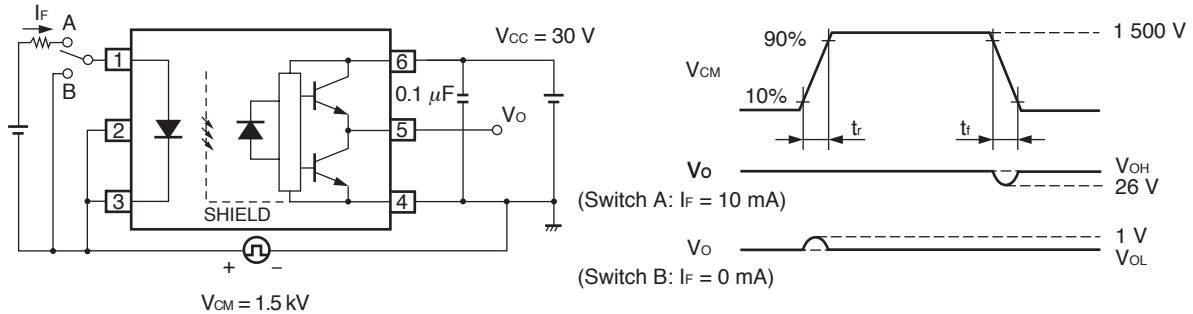 IF
A
B
1
2
3
SHIELD
6
5
4
VCC = 30 V
0.1 μF
VO
+
−
VCM = 1.5 kV
90%
VCM
10%
tr
tf
1 500 V
VO
(Switch A: IF = 10 mA)
VOH
26 V
VO
(Switch B: IF = 0 mA)
1 V
VOL